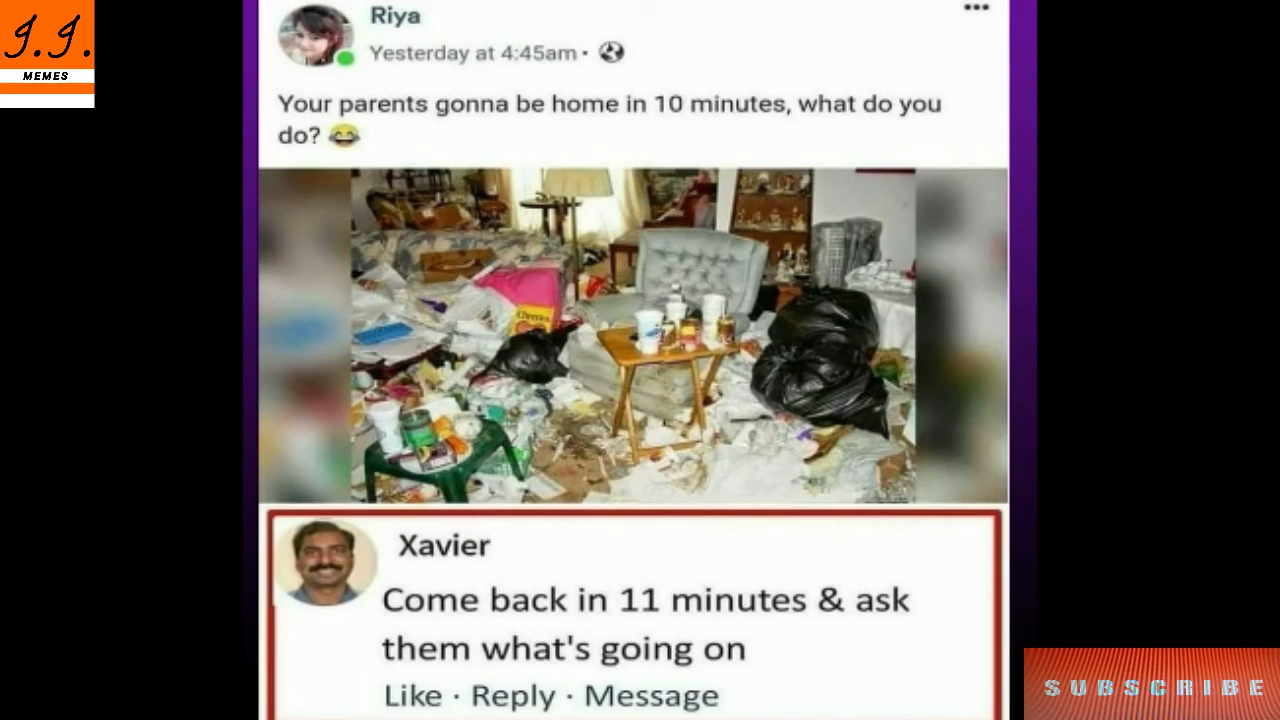 J.J.
MEMES
Riya
Yesterday at 4:45am ·
Your parents gonna be home in 10 minutes, what do you
do? 😂
Cheerios
Xavier
Come back in 11 minutes & ask
them what's going on
Like · Reply · Message
SUBSCRIBE